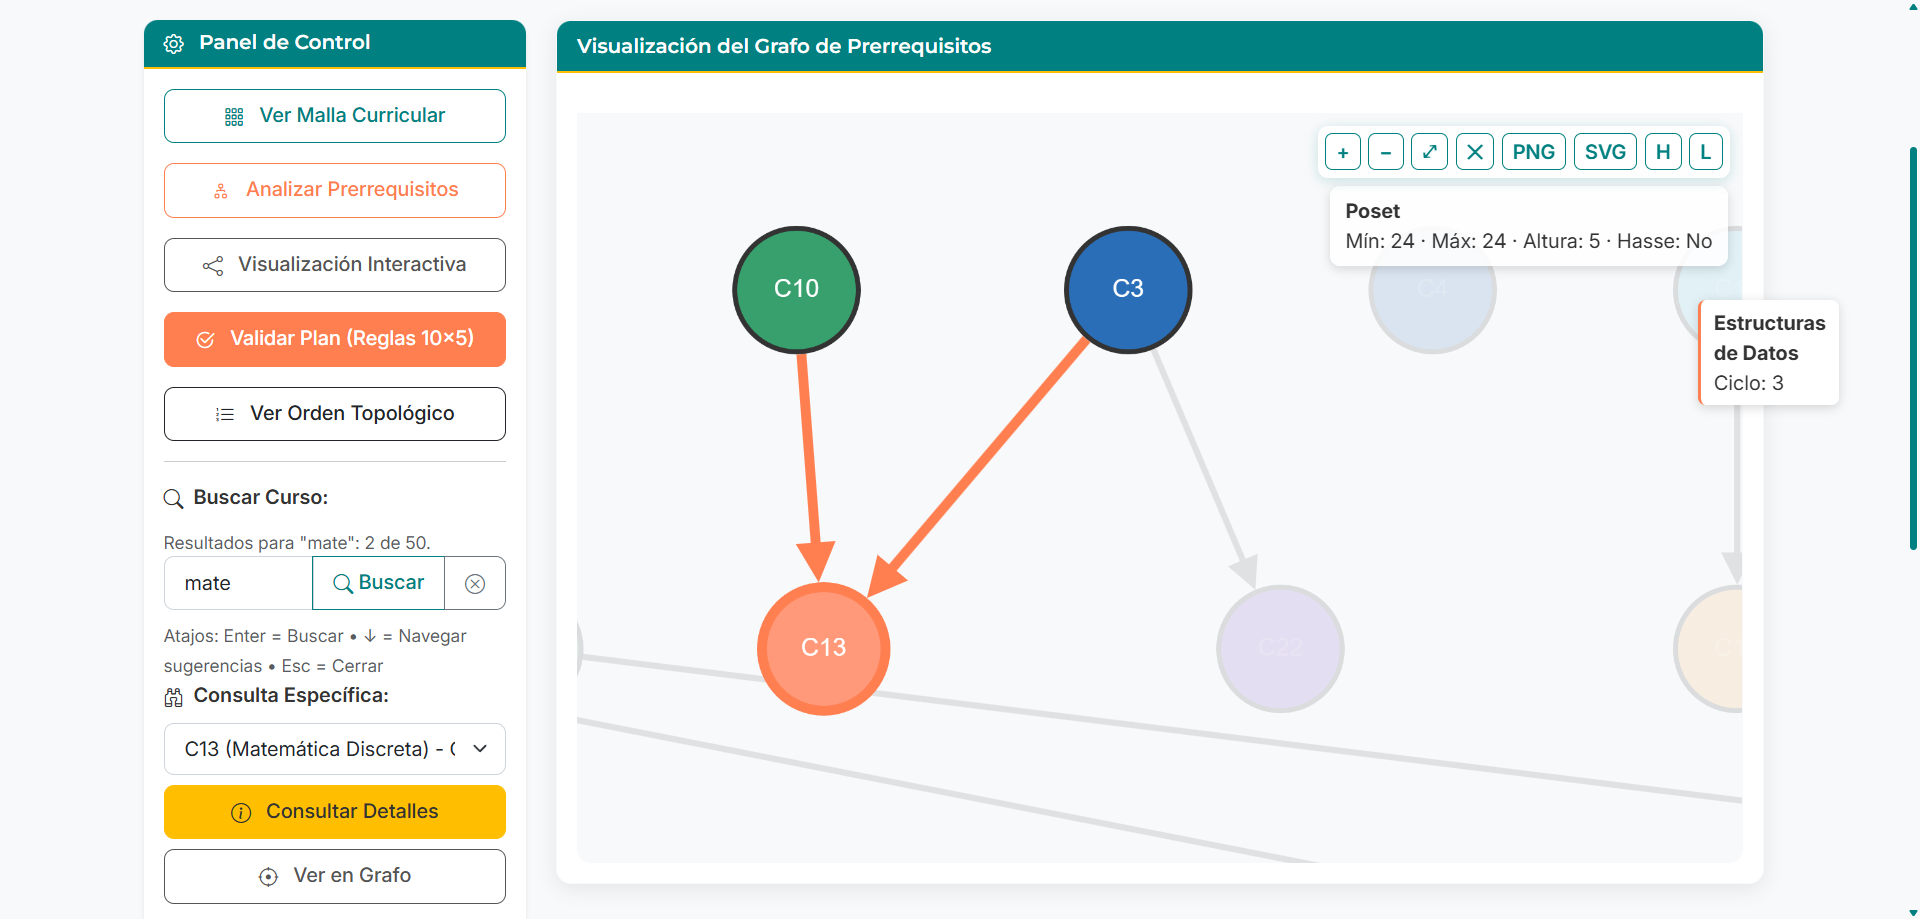 Panel de Control
Ver Malla Curricular
Analizar Prerrequisitos
Visualización Interactiva
Validar Plan (Reglas 10×5)
Ver Orden Topológico
Buscar Curso:
Resultados para "mate": 2 de 50.
mate
Buscar
Atajos: Enter = Buscar • ↓ = Navegar
sugerencias • Esc = Cerrar
Consulta Específica:
C13 (Matemática Discreta) -
Consultar Detalles
Ver en Grafo
Visualización del Grafo de Prerrequisitos
+
−
PNG
SVG
H
L
Poset
Mín: 24 · Máx: 24 · Altura: 5 · Hasse: No
C10
C3
C4
Estructuras
de Datos
Ciclo: 3
C13
C22